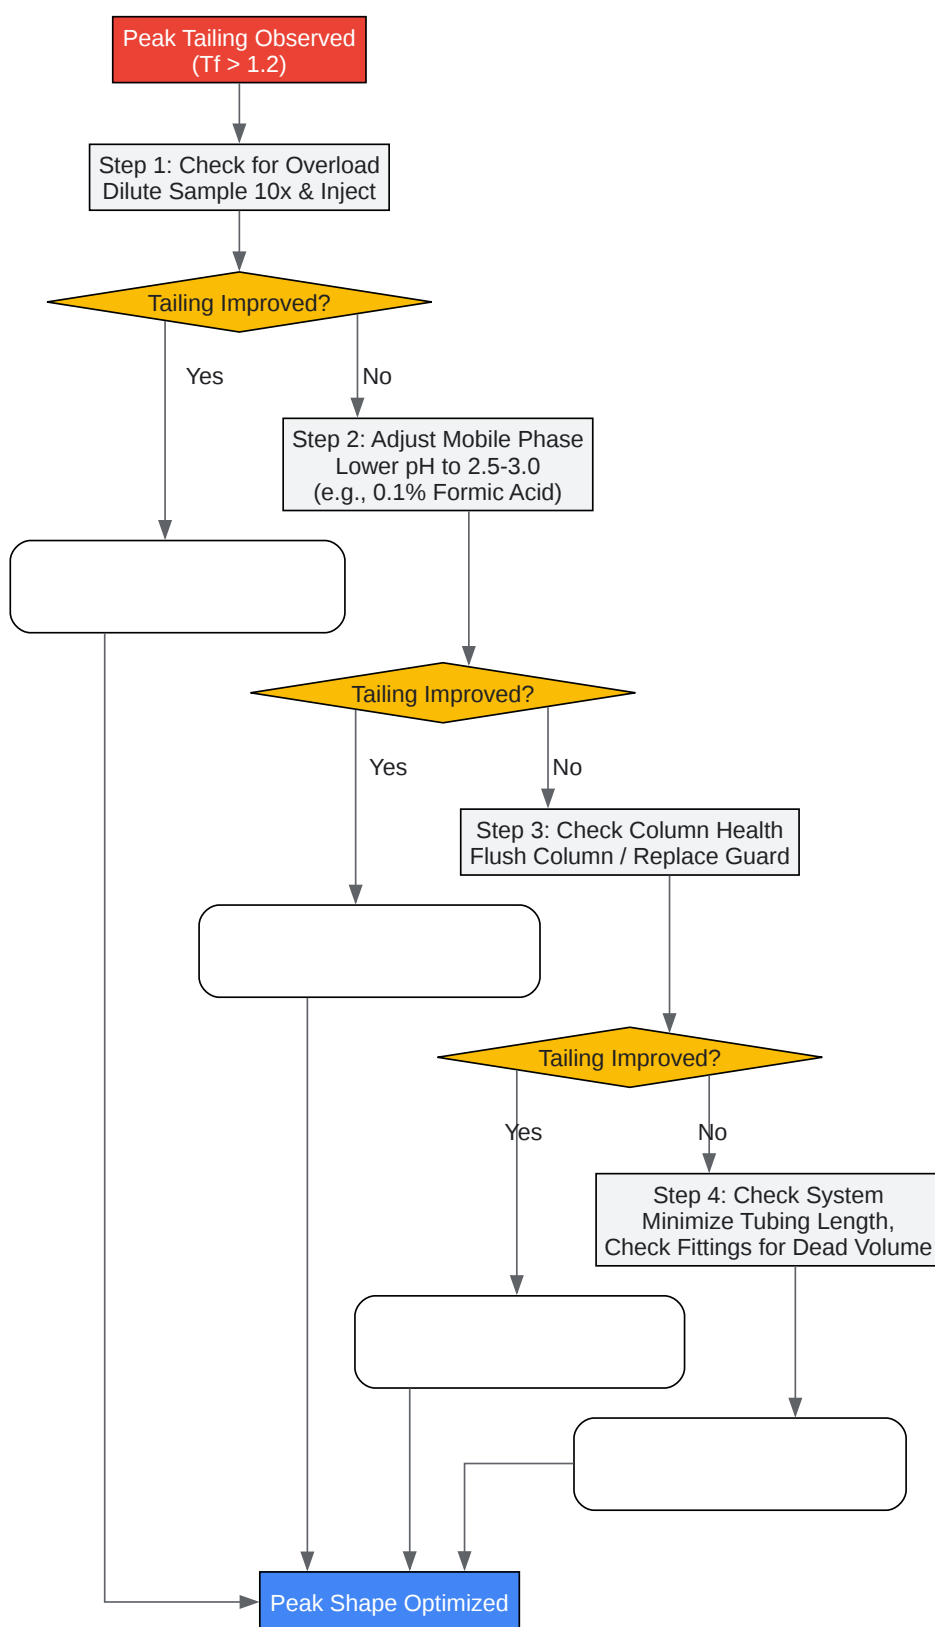 Peak Tailing Observed
(Tf > 1.2)
Step 1: Check for Overload
Dilute Sample 10x & Inject
Tailing Improved?
Yes
No
Step 2: Adjust Mobile Phase
Lower pH to 2.5-3.0
(e.g., 0.1% Formic Acid)
Tailing Improved?
Yes
No
Step 3: Check Column Health
Flush Column / Replace Guard
Tailing Improved?
Yes
No
Step 4: Check System
Minimize Tubing Length,
Check Fittings for Dead Volume
Peak Shape Optimized